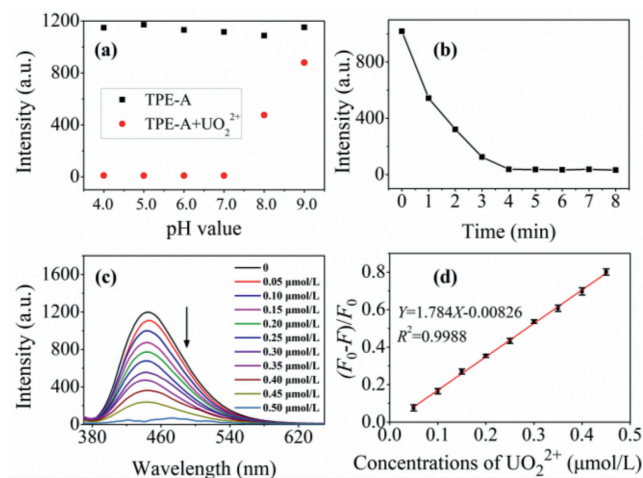 (a)
Intensity (a.u.)
1200
800
400
0
TPE-A
TPE-A+UO₂²⁺
4.0 5.0 6.0 7.0 8.0 9.0
pH value
(b)
Intensity (a.u.)
800
400
0
0 1 2 3 4 5 6 7 8
Time (min)
(c)
Intensity (a.u.)
1600
1200
800
400
0
0
0.05 μmol/L
0.10 μmol/L
0.15 μmol/L
0.20 μmol/L
0.25 μmol/L
0.30 μmol/L
0.35 μmol/L
0.40 μmol/L
0.45 μmol/L
0.50 μmol/L
380 460 540 620
Wavelength (nm)
(d)
(F₀-F)/F₀
0.8
0.6
0.4
0.2
0.0
Y=1.784X-0.00826
R²=0.9988
0.0 0.1 0.2 0.3 0.4 0.5
Concentrations of UO₂²⁺ (μmol/L)